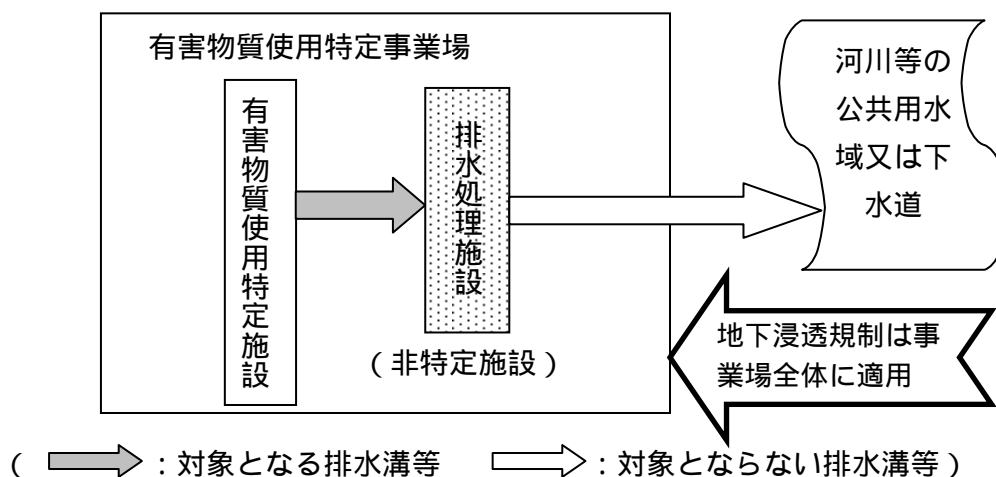 有害物質使用特定事業場
有害物質使用特定施設
排水処理施設
(非特定施設)
河川等の
公共用水
域又は下
水道
地下浸透規制は事
業場全体に適用
( :対象となる排水溝等 :対象とならない排水溝等)